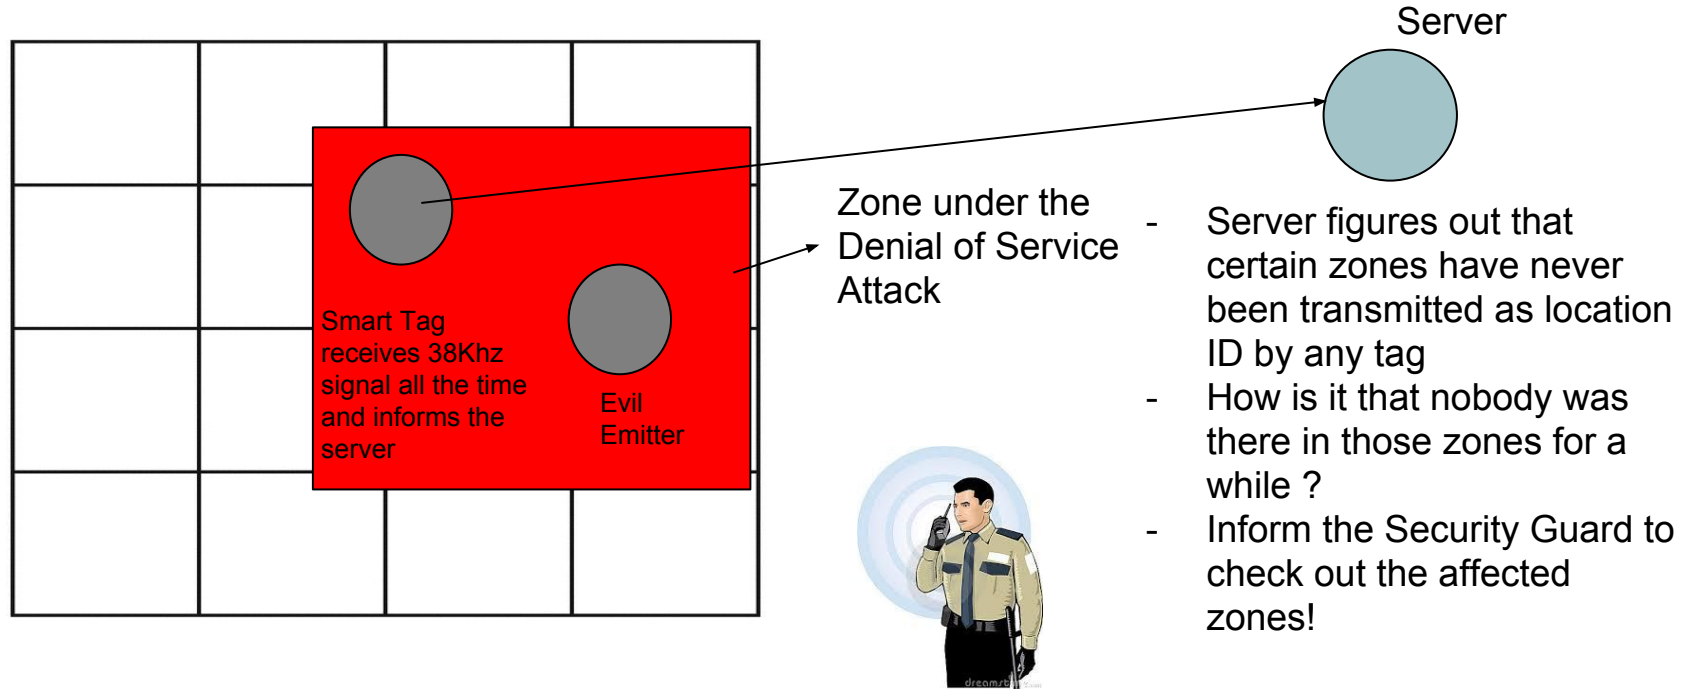 Server
Zone under the
Denial of Service
Attack
Smart Tag
receives 38Khz
signal all the time
and informs the
server
Evil
Emitter
- Server figures out that
certain zones have never
been transmitted as location
ID by any tag
- How is it that nobody was
there in those zones for a
while ?
- Inform the Security Guard to
check out the affected
zones!